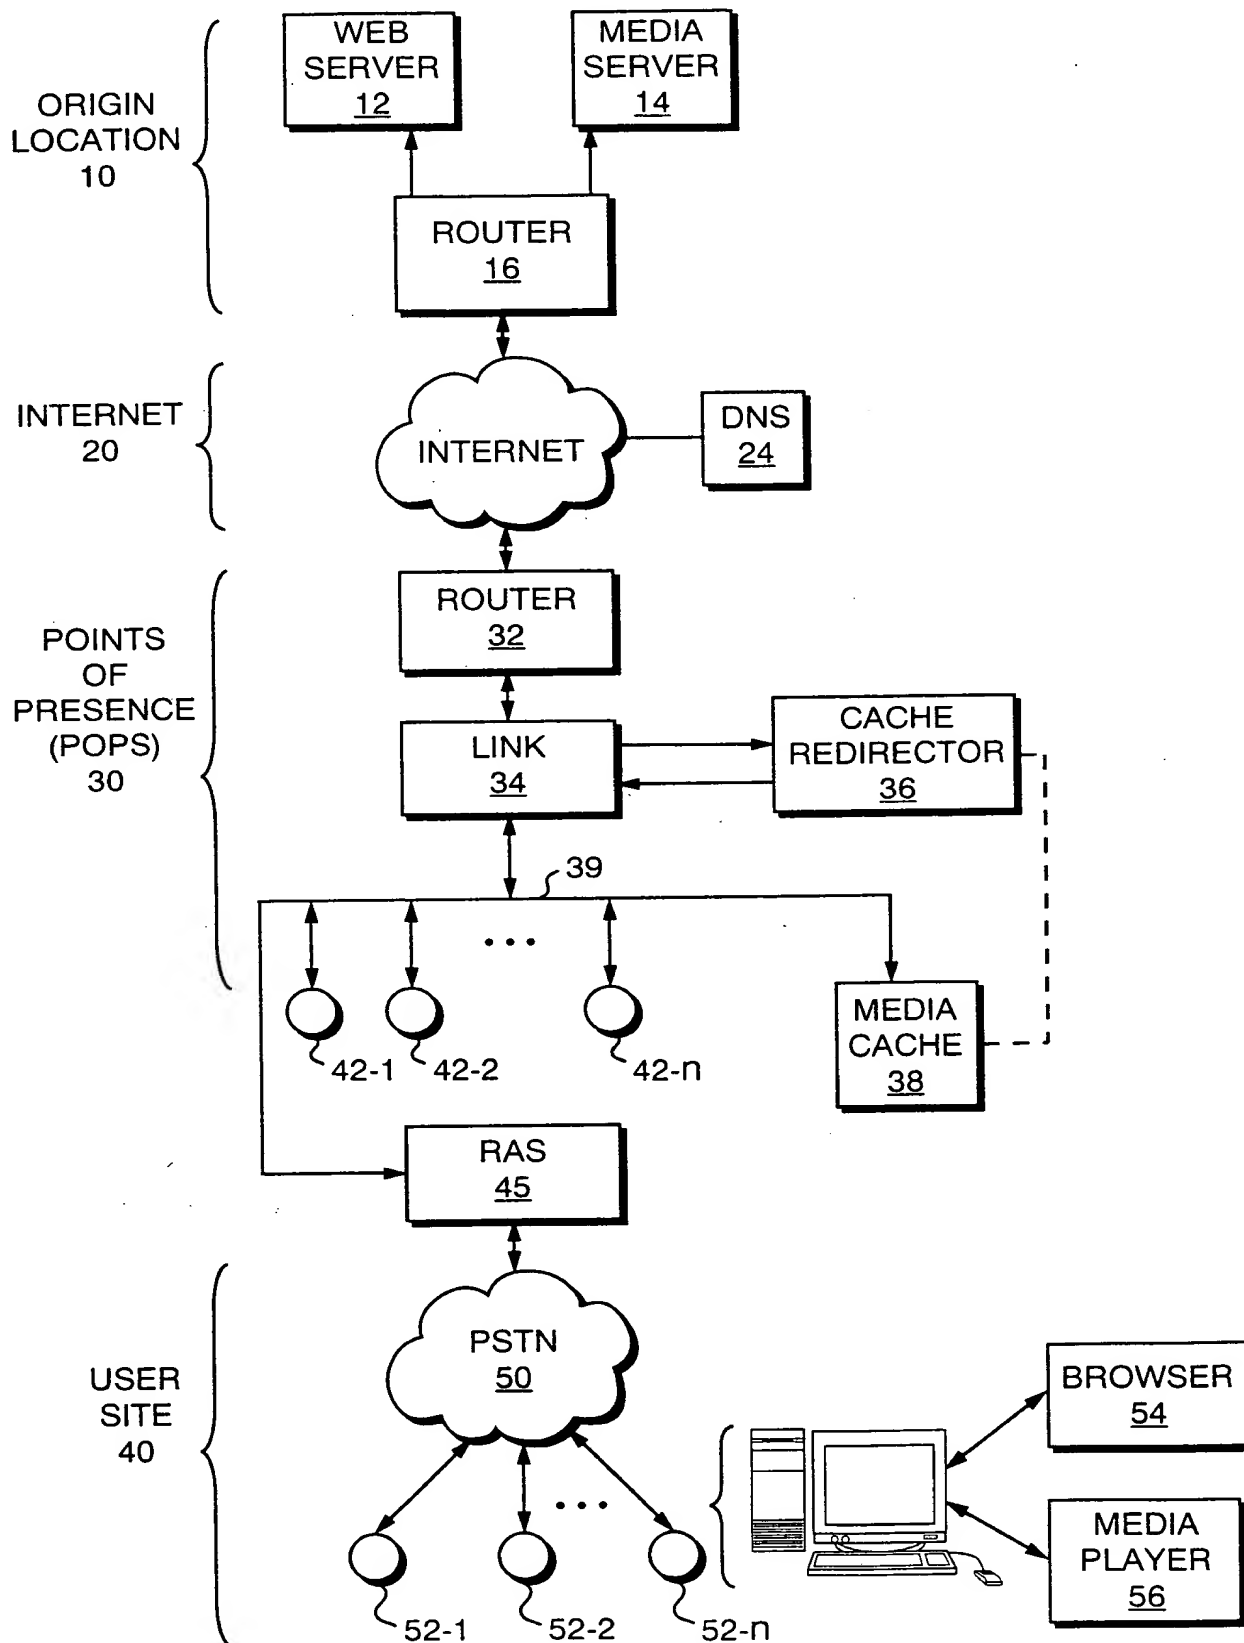 WEB
SERVER
12
MEDIA
SERVER
14
ORIGIN
LOCATION
10
ROUTER
16
INTERNET
20
INTERNET
DNS
24
ROUTER
32
POINTS
OF
PRESENCE
(POPS)
30
LINK
34
CACHE
REDIRECTOR
36
39
42-1
42-2
42-n
MEDIA
CACHE
38
RAS
45
USER
SITE
40
PSTN
50
BROWSER
54
MEDIA
PLAYER
56
52-1
52-2
52-n